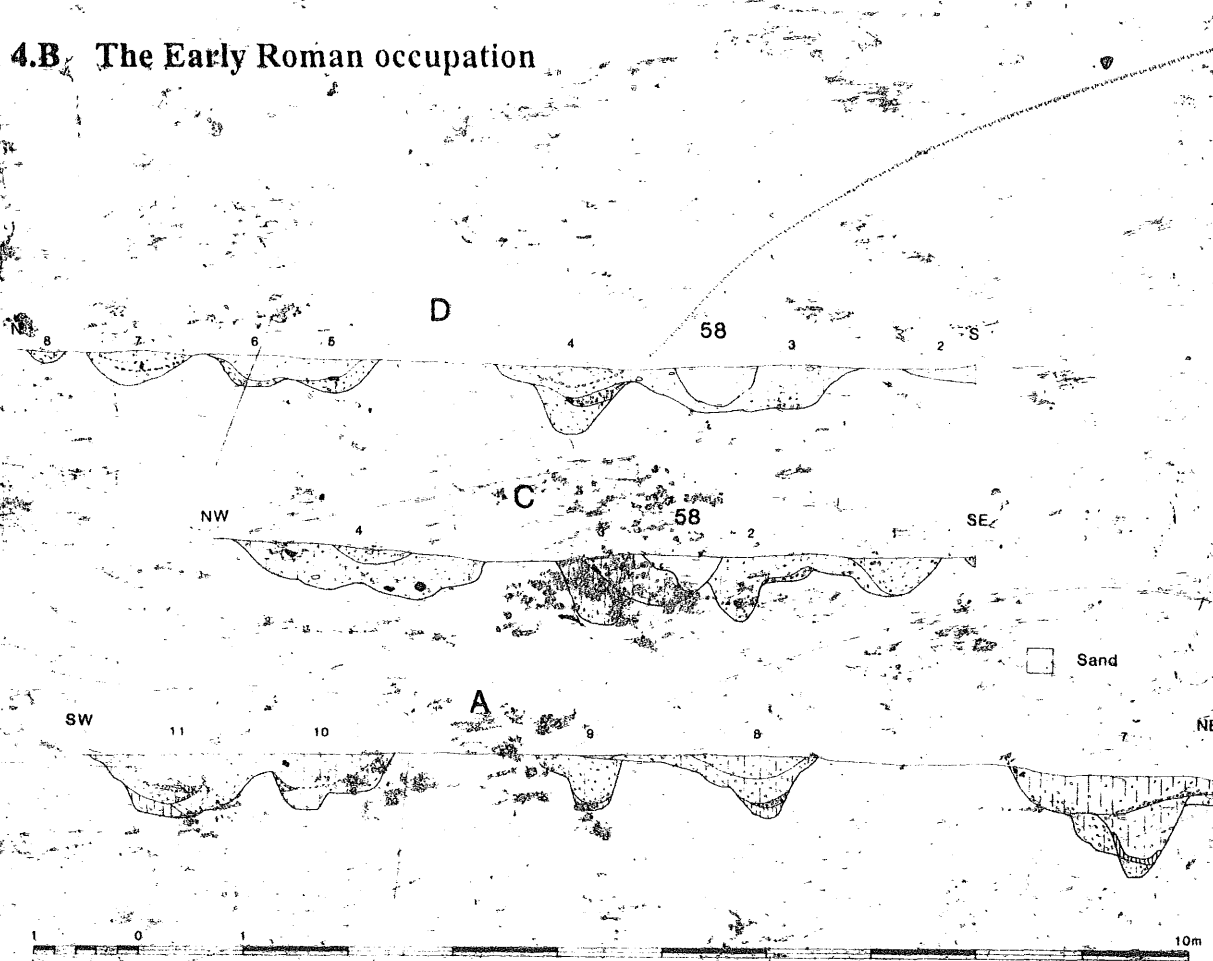 4.B. The Early Roman occupation
D
N 8 7 6 5 4 58 3 2 S
C
NW 4 58 2 1 SE
Sand
A
SW 11 10 9 8 7 NE
1 0 1 10m